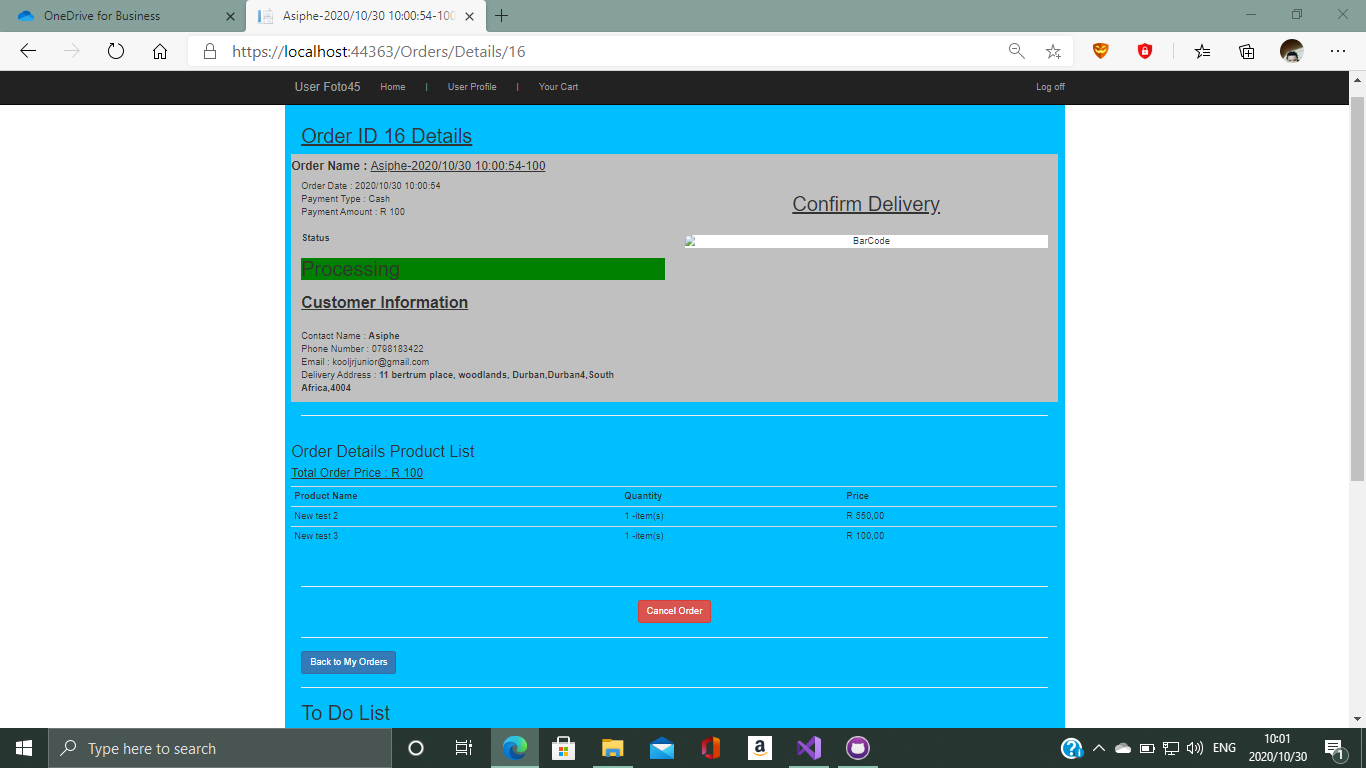 OneDrive for Business
Asiphe-2020/10/30 10:00:54-100
https://localhost:44363/Orders/Details/16
User Foto45 Home | User Profile | Your Cart Log off
Order ID 16 Details
Order Name : Asiphe-2020/10/30 10:00:54-100
Order Date : 2020/10/30 10:00:54
Payment Type : Cash
Payment Amount : R 100
Confirm Delivery
Status
BarCode
Processing
Customer Information
Contact Name : Asiphe
Phone Number : 0798183422
Email : kooljrjunior@gmail.com
Delivery Address : 11 bertrum place, woodlands, Durban,Durban4,South
Africa,4004
Order Details Product List
Total Order Price : R 100
Product Name Quantity Price
New test 2 1 -item(s) R 550,00
New test 3 1 -item(s) R 100,00
Cancel Order
Back to My Orders
To Do List
Type here to search
a
ENG
10:01
2020/10/30
1